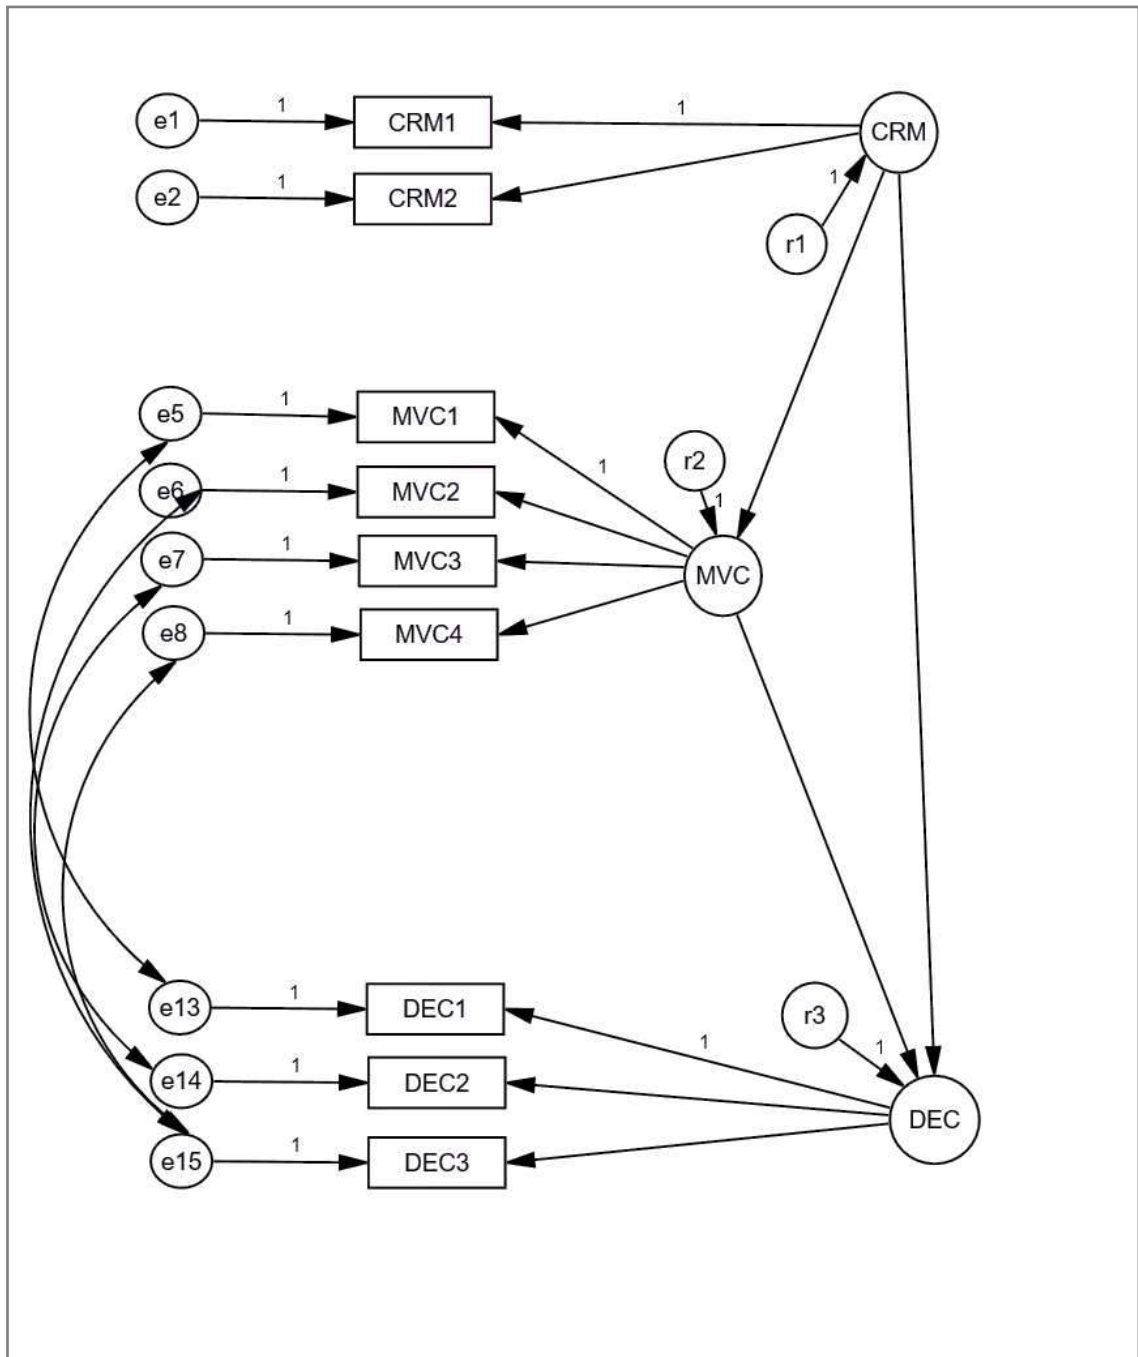 e1 1 CRM1 1 CRM
e2 1 CRM2 1
r1
e5 1 MVC1 1 r2
e6 1 MVC2 1
e7 1 MVC3 MVC
e8 1 MVC4
e13 1 DEC1 1 r3
e14 1 DEC2 1
e15 1 DEC3 DEC